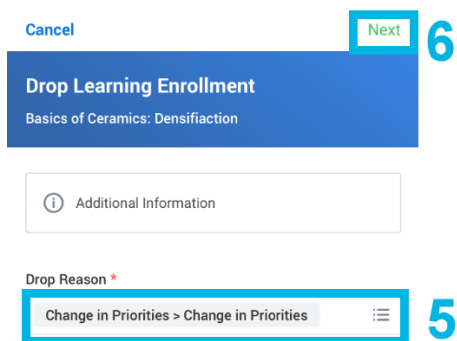 Cancel
Next
6
Drop Learning Enrollment
Basics of Ceramics: Densifiaction
Additional Information
Drop Reason *
Change in Priorities > Change in Priorities
5